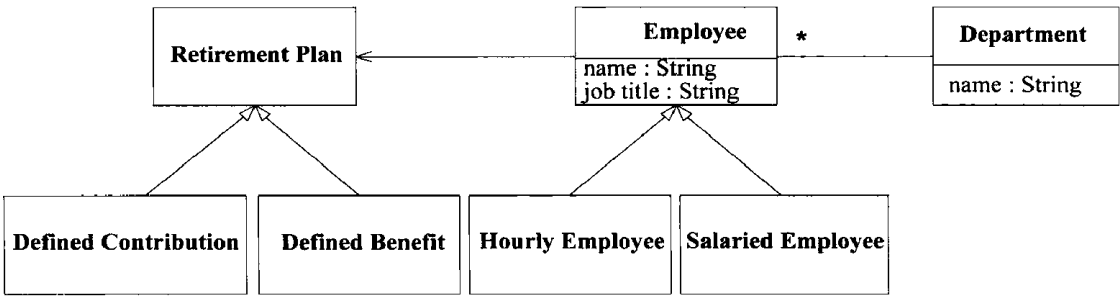 Retirement Plan
Employee
name : String
job title : String
*
Department
name : String
Defined Contribution
Defined Benefit
Hourly Employee
Salaried Employee